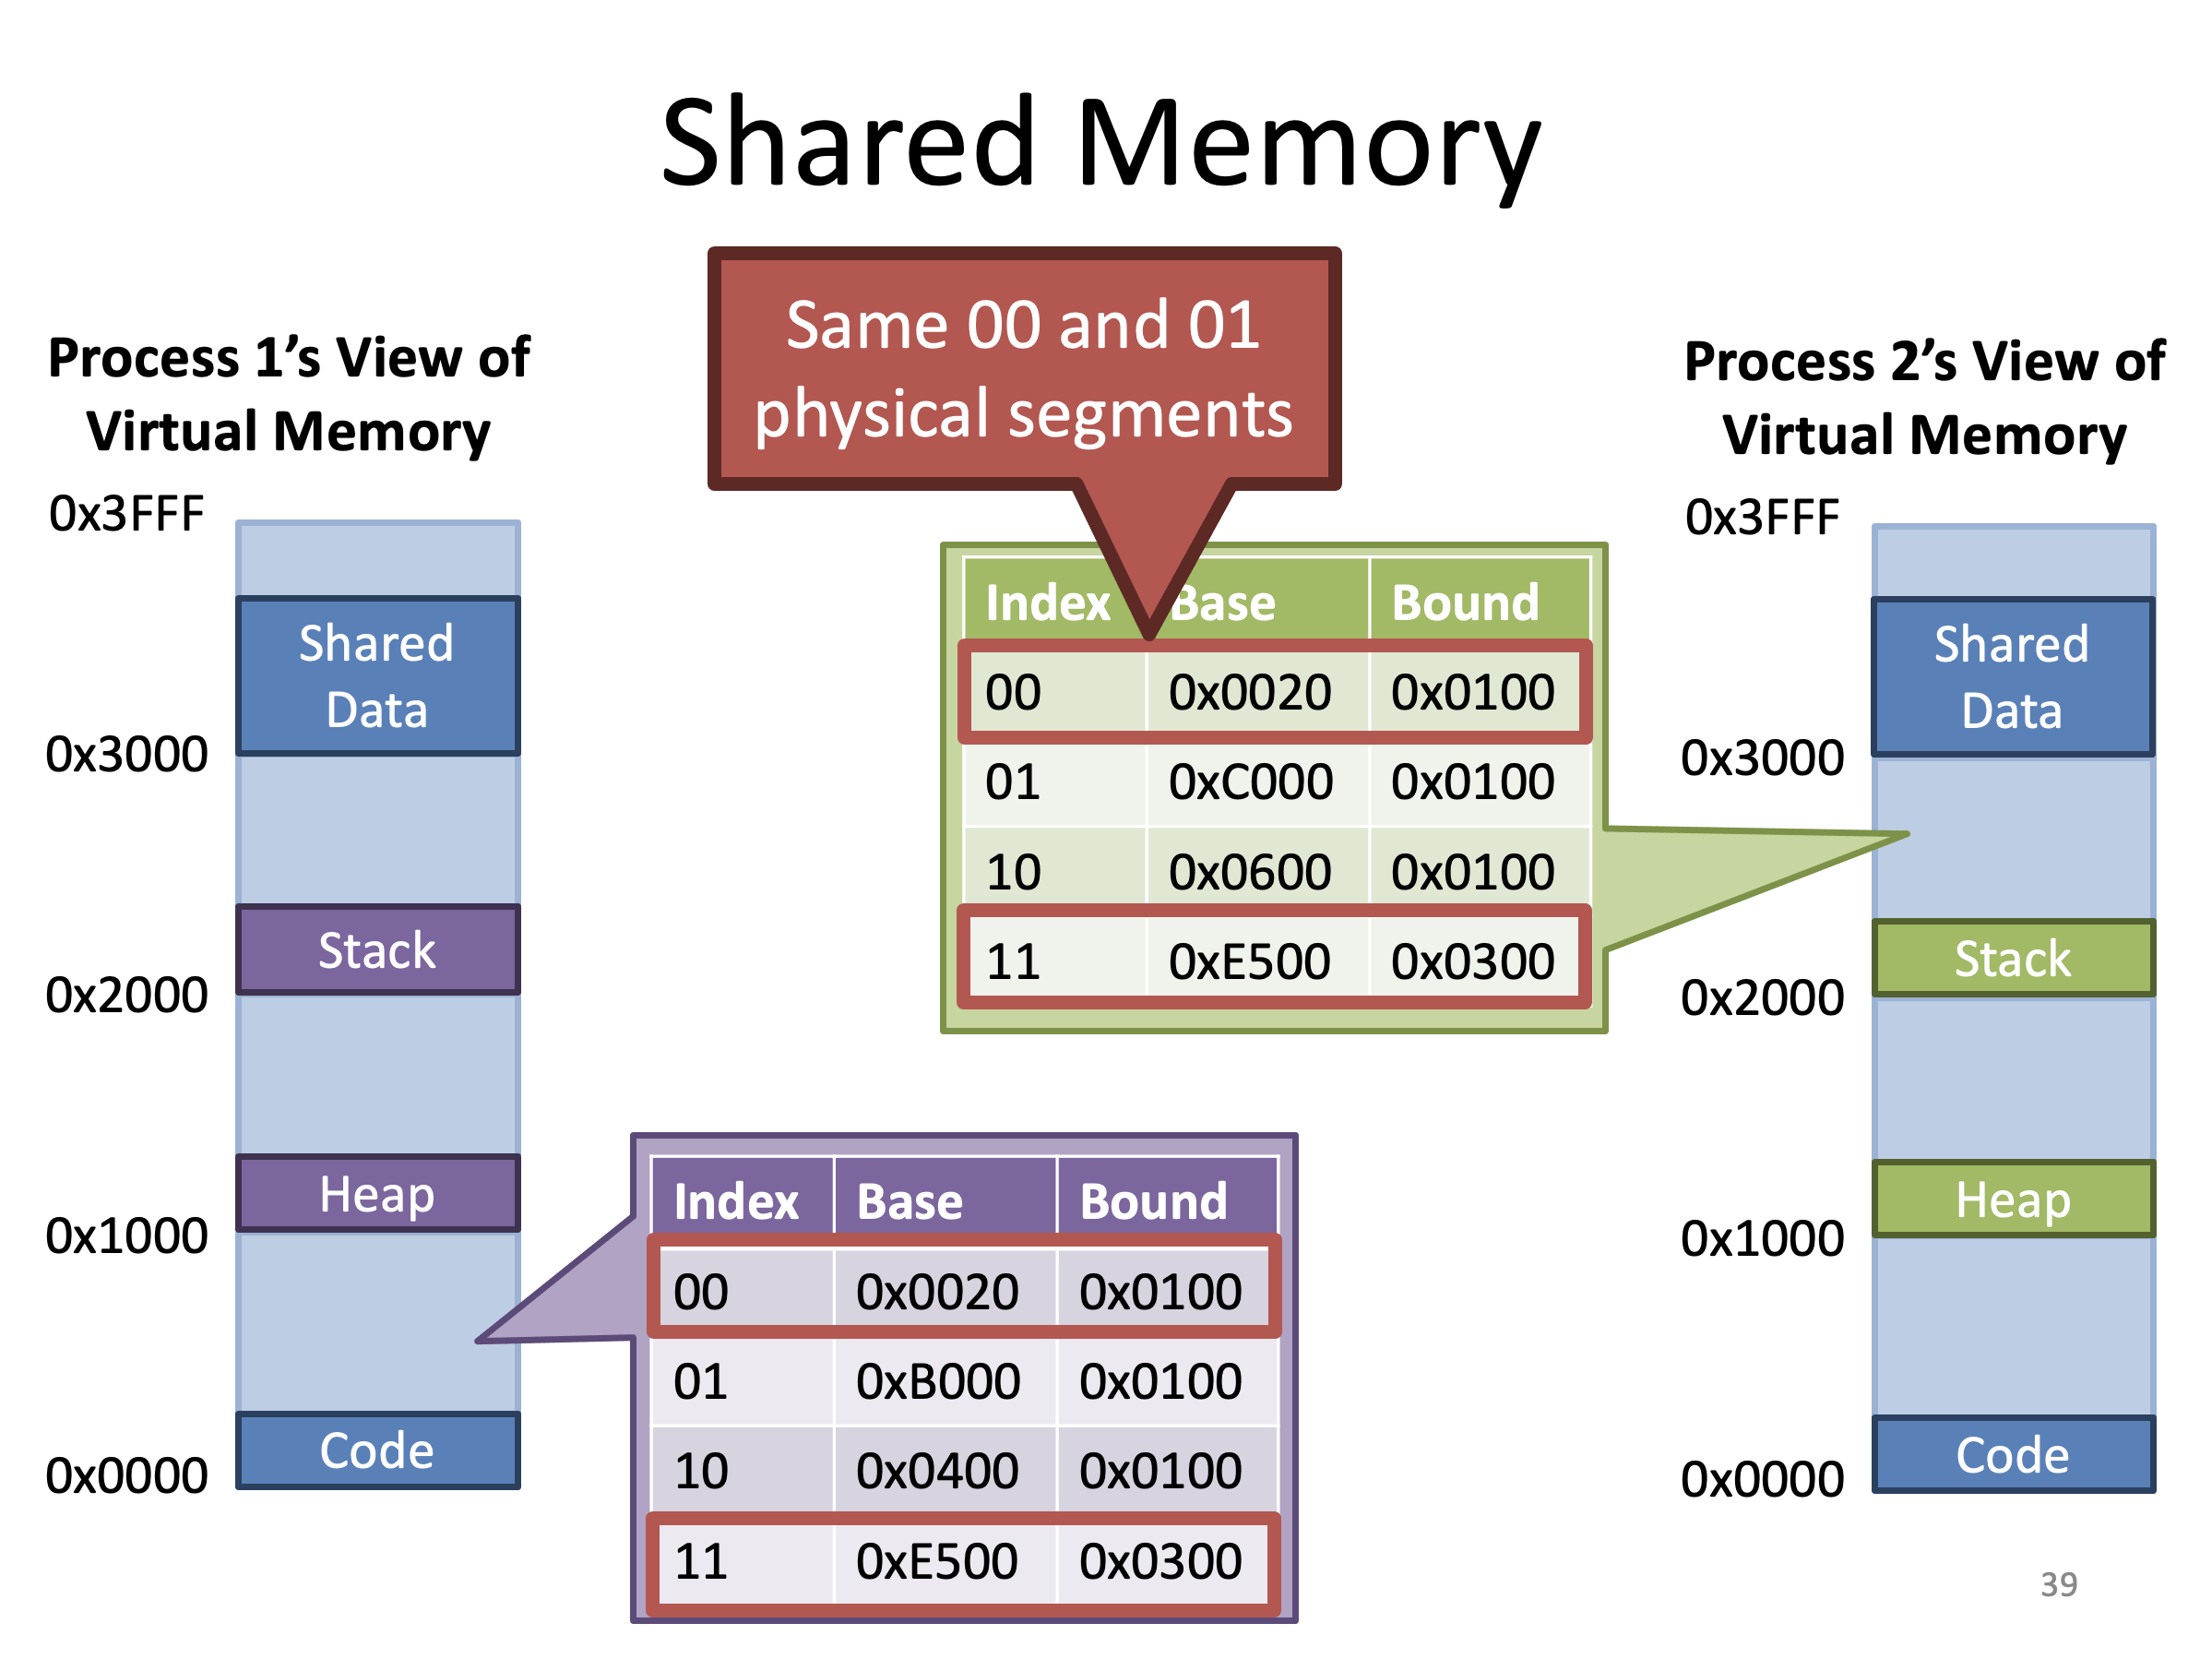 Shared Memory
Same 00 and 01
physical segments
Process 1’s View of
Virtual Memory
0x3FFF
Shared
Data
0x3000
Stack
0x2000
Heap
0x1000
Code
0x0000
Index Base Bound
00 0x0020 0x0100
01 0xC000 0x0100
10 0x0600 0x0100
11 0xE500 0x0300
Index Base Bound
00 0x0020 0x0100
01 0xB000 0x0100
10 0x0400 0x0100
11 0xE500 0x0300
Process 2’s View of
Virtual Memory
0x3FFF
Shared
Data
0x3000
Stack
0x2000
Heap
0x1000
Code
0x0000
39